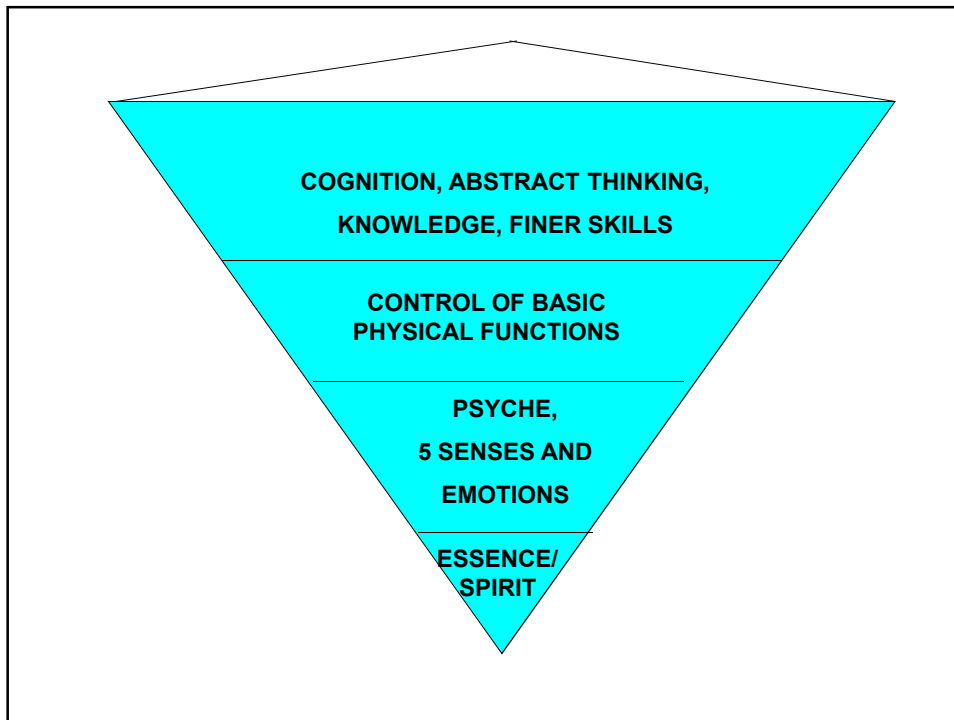 COGNITION, ABSTRACT THINKING,
KNOWLEDGE, FINER SKILLS
CONTROL OF BASIC
PHYSICAL FUNCTIONS
PSYCHE,
5 SENSES AND
EMOTIONS
ESSENCE/
SPIRIT